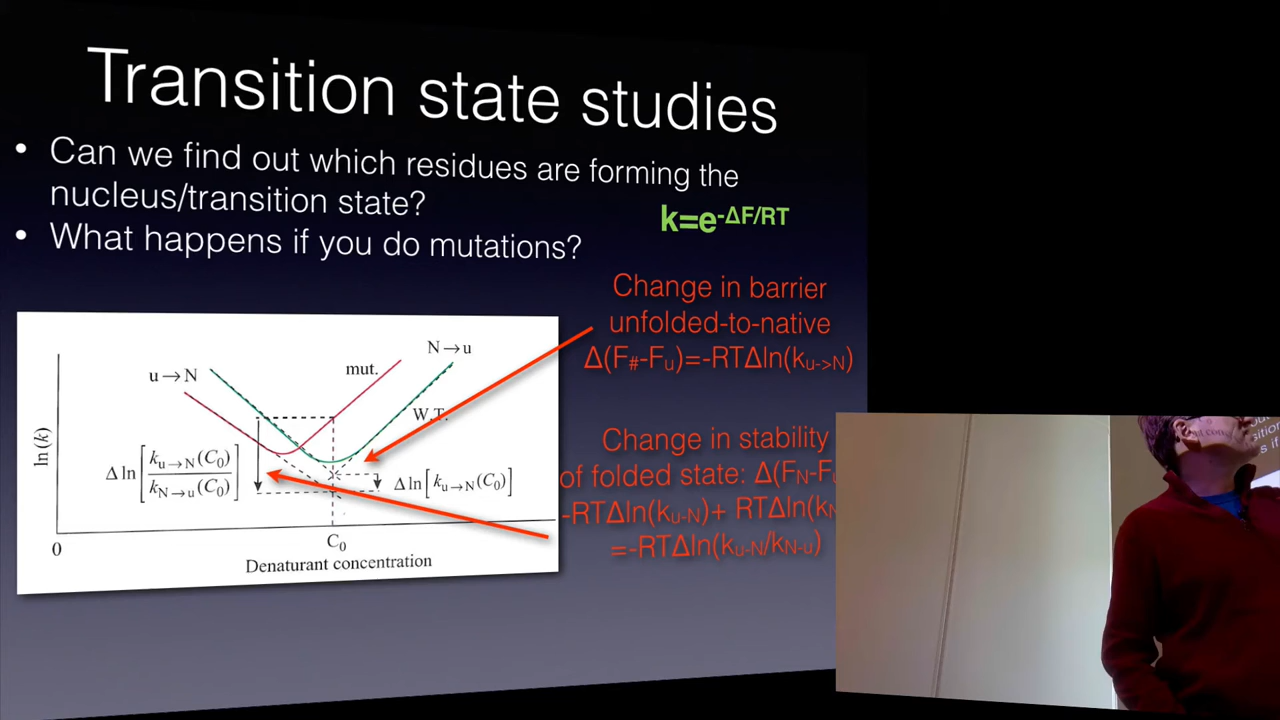 Transition state studies
• Can we find out which residues are forming the
nucleus/transition state?
• What happens if you do mutations?
k=e-ΔF/RT
Change in barrier
unfolded-to-native
Δ(F#-Fu)=-RTΔln(ku->N)
Change in stability
of folded state: Δ(FN-Fu
-RTΔln(ku-N)+ RTΔln(kN
=-RTΔln(ku-N/kN-u)
N→u
mut.
u→N
W.T.
ln(k)
Δ ln[ku→N(C0)/kN→u(C0)]
Δ ln[ku→N(C0)]
0
C0
Denaturant concentration